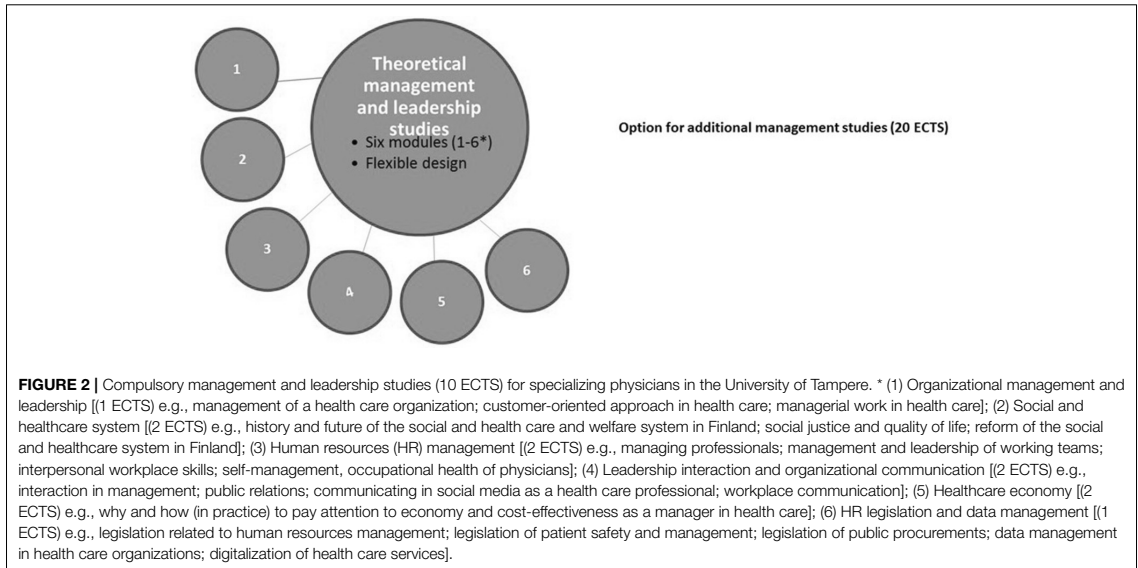 1
2
3
4
5
6
Theoretical
management
and leadership
studies
• Six modules (1-6*)
• Flexible design
Option for additional management studies (20 ECTS)
FIGURE 2 | Compulsory management and leadership studies (10 ECTS) for specializing physicians in the University of Tampere. * (1) Organizational management and
leadership [(1 ECTS) e.g., management of a health care organization; customer-oriented approach in health care; managerial work in health care]; (2) Social and
healthcare system [(2 ECTS) e.g., history and future of the social and health care and welfare system in Finland; social justice and quality of life; reform of the social
and healthcare system in Finland]; (3) Human resources (HR) management [(2 ECTS) e.g., managing professionals; management and leadership of working teams;
interpersonal workplace skills; self-management, occupational health of physicians]; (4) Leadership interaction and organizational communication [(2 ECTS) e.g.,
interaction in management; public relations; communicating in social media as a health care professional; workplace communication]; (5) Healthcare economy [(2
ECTS) e.g., why and how (in practice) to pay attention to economy and cost-effectiveness as a manager in health care]; (6) HR legislation and data management [(1
ECTS) e.g., legislation related to human resources management; legislation of patient safety and management; legislation of public procurements; data management
in health care organizations; digitalization of health care services].